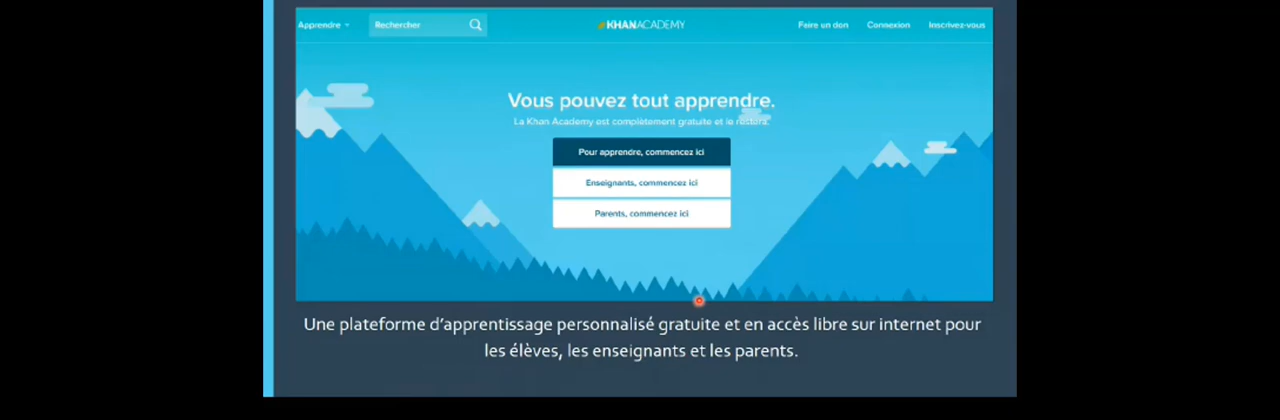 Apprendre Rechercher KHANACADEMY Faire un don Connexion Inscrivez-vous
Vous pouvez tout apprendre.
La Khan Academy est complètement gratuite et le restera.
Pour apprendre, commencez ici
Enseignants, commencez ici
Parents, commencez ici
Une plateforme d'apprentissage personnalisé gratuite et en accès libre sur internet pour
les élèves, les enseignants et les parents.